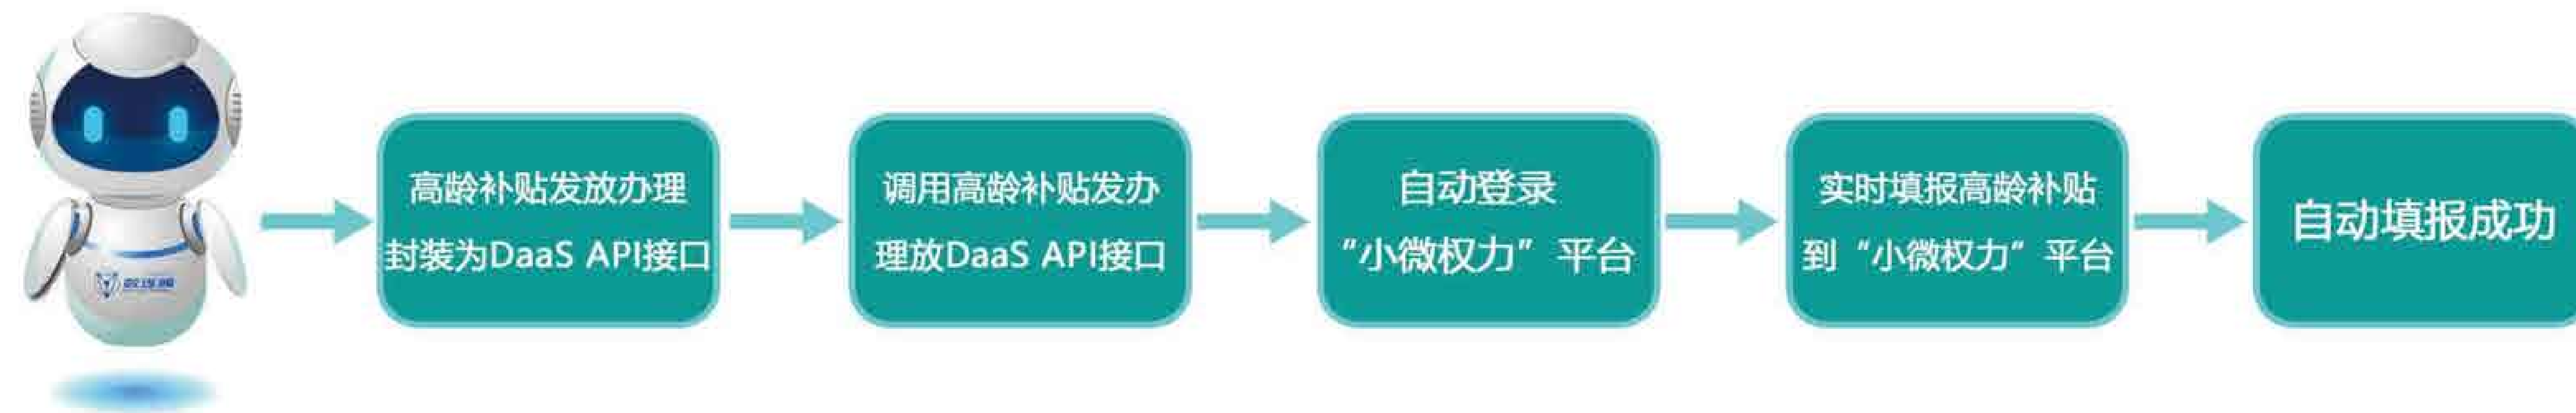 高龄补贴发放办理
封装为DaaS API接口
调用高龄补贴发办
理放DaaS API接口
自动登录
“小微权力”平台
实时填报高龄补贴
到“小微权力”平台
自动填报成功